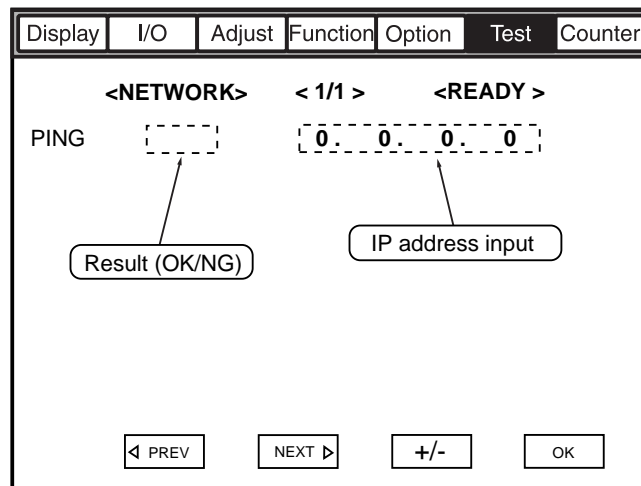 Display I/O Adjust Function Option Test Counter
<NETWORK> < 1/1 > <READY >
PING 0. 0. 0. 0
Result (OK/NG)
IP address input
PREV NEXT +/- OK